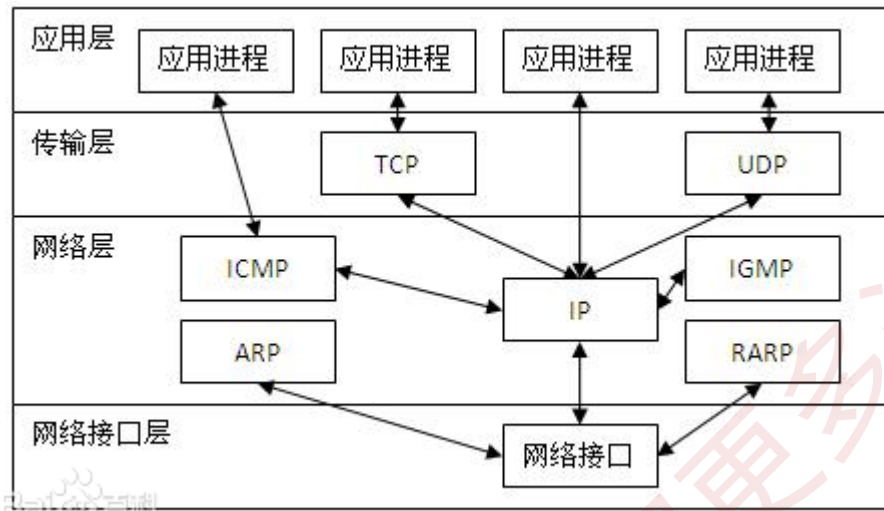 应用层
应用进程 应用进程 应用进程 应用进程
传输层
TCP UDP
网络层
ICMP IGMP
IP
ARP RARP
网络接口层
网络接口
更多